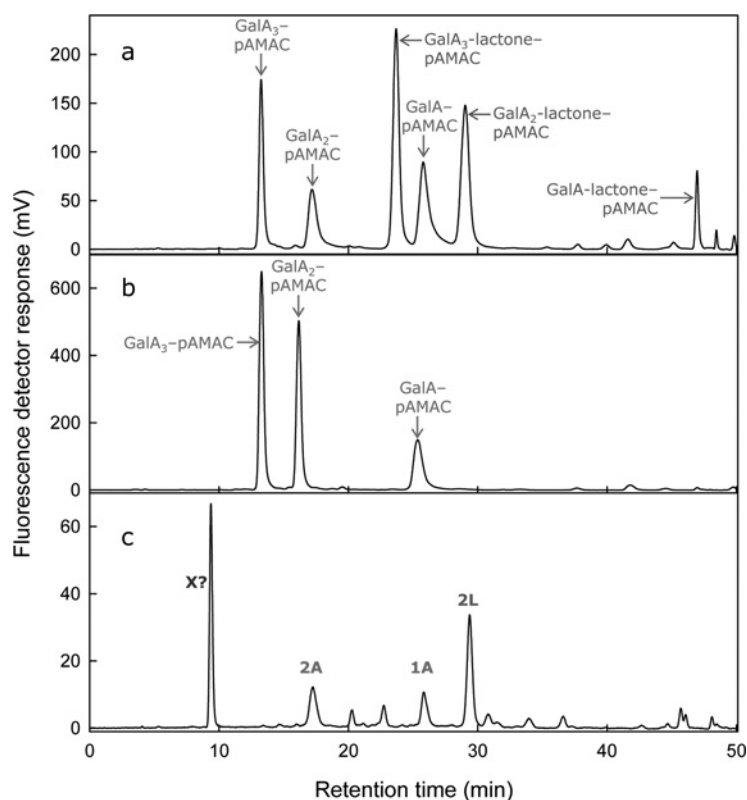 Fluorescence detector response (mV)
a
GalA₃–
pAMAC
GalA₂–
pAMAC
GalA₃-lactone–
pAMAC
GalA–
pAMAC
GalA₂-lactone–
pAMAC
GalA-lactone–
pAMAC
200
150
100
50
0
b
GalA₃–pAMAC
GalA₂–
pAMAC
GalA–
pAMAC
600
400
200
0
c
X?
2A
1A
2L
60
40
20
0
0 10 20 30 40 50
Retention time (min)